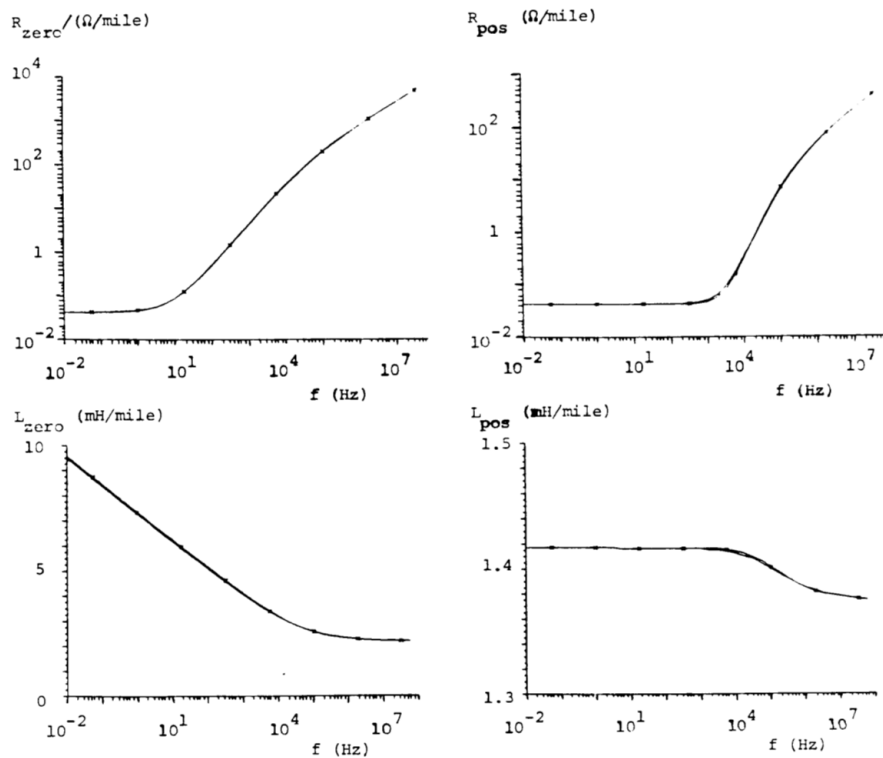 R_zero/(Ω/mile)
10^4
10^2
1
10^-2
10^-2 10^1 10^4 10^7
f (Hz)
R_pos (Ω/mile)
10^2
1
10^-2
10^-2 10^1 10^4 10^7
f (Hz)
L_zero (mH/mile)
10
5
0
10^-2 10^1 10^4 10^7
f (Hz)
L_pos (mH/mile)
1.5
1.4
1.3
10^-2 10^1 10^4 10^7
f (Hz)